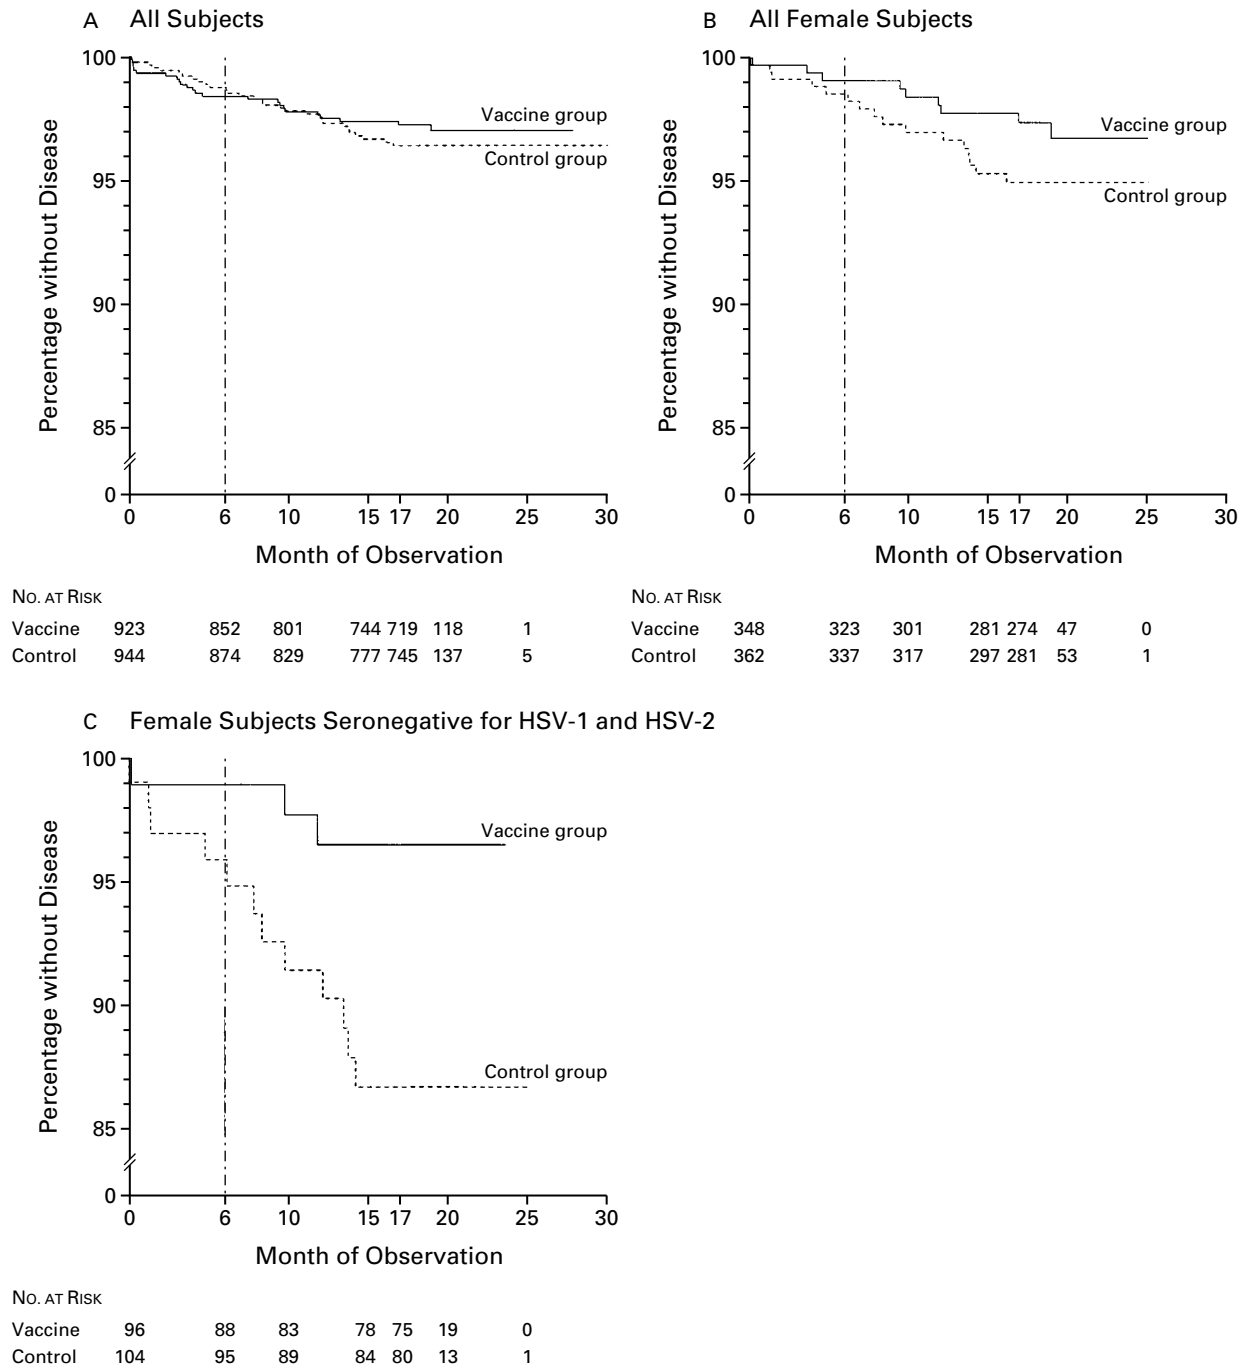 A All Subjects
100
95
90
85
0
Percentage without Disease
Vaccine group
Control group
0 6 10 15 17 20 25 30
Month of Observation
NO. AT RISK
Vaccine 923 852 801 744 719 118 1
Control 944 874 829 777 745 137 5
B All Female Subjects
100
95
90
85
0
Percentage without Disease
Vaccine group
Control group
0 6 10 15 17 20 25 30
Month of Observation
NO. AT RISK
Vaccine 348 323 301 281 274 47 0
Control 362 337 317 297 281 53 1
C Female Subjects Seronegative for HSV-1 and HSV-2
100
95
90
85
0
Percentage without Disease
Vaccine group
Control group
0 6 10 15 17 20 25 30
Month of Observation
NO. AT RISK
Vaccine 96 88 83 78 75 19 0
Control 104 95 89 84 80 13 1